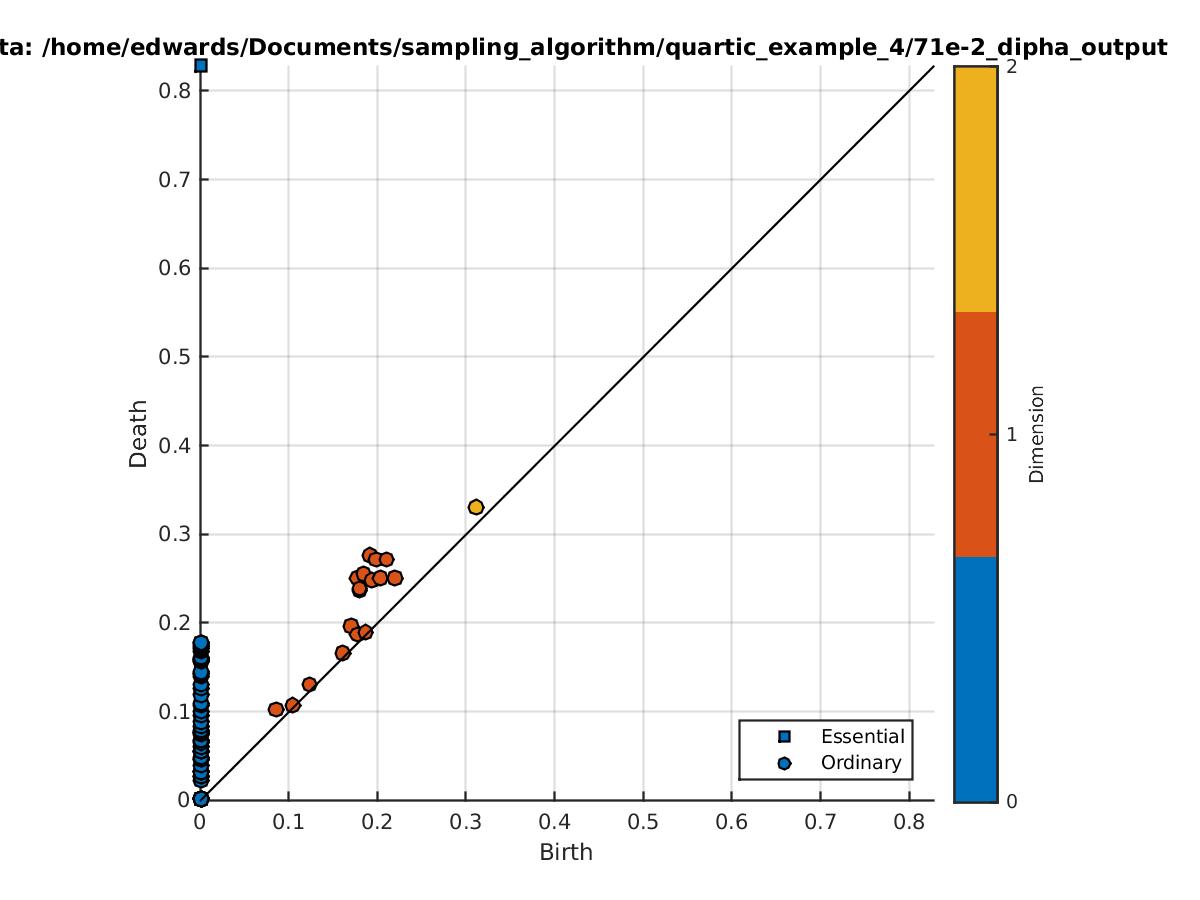 ta: /home/edwards/Documents/sampling_algorithm/quartic_example_4/71e-2_dipha_output
0.8
0.7
0.6
0.5
0.4
0.3
0.2
0.1
0
Death
0 0.1 0.2 0.3 0.4 0.5 0.6 0.7 0.8
Birth
Essential
Ordinary
2
1
0
Dimension